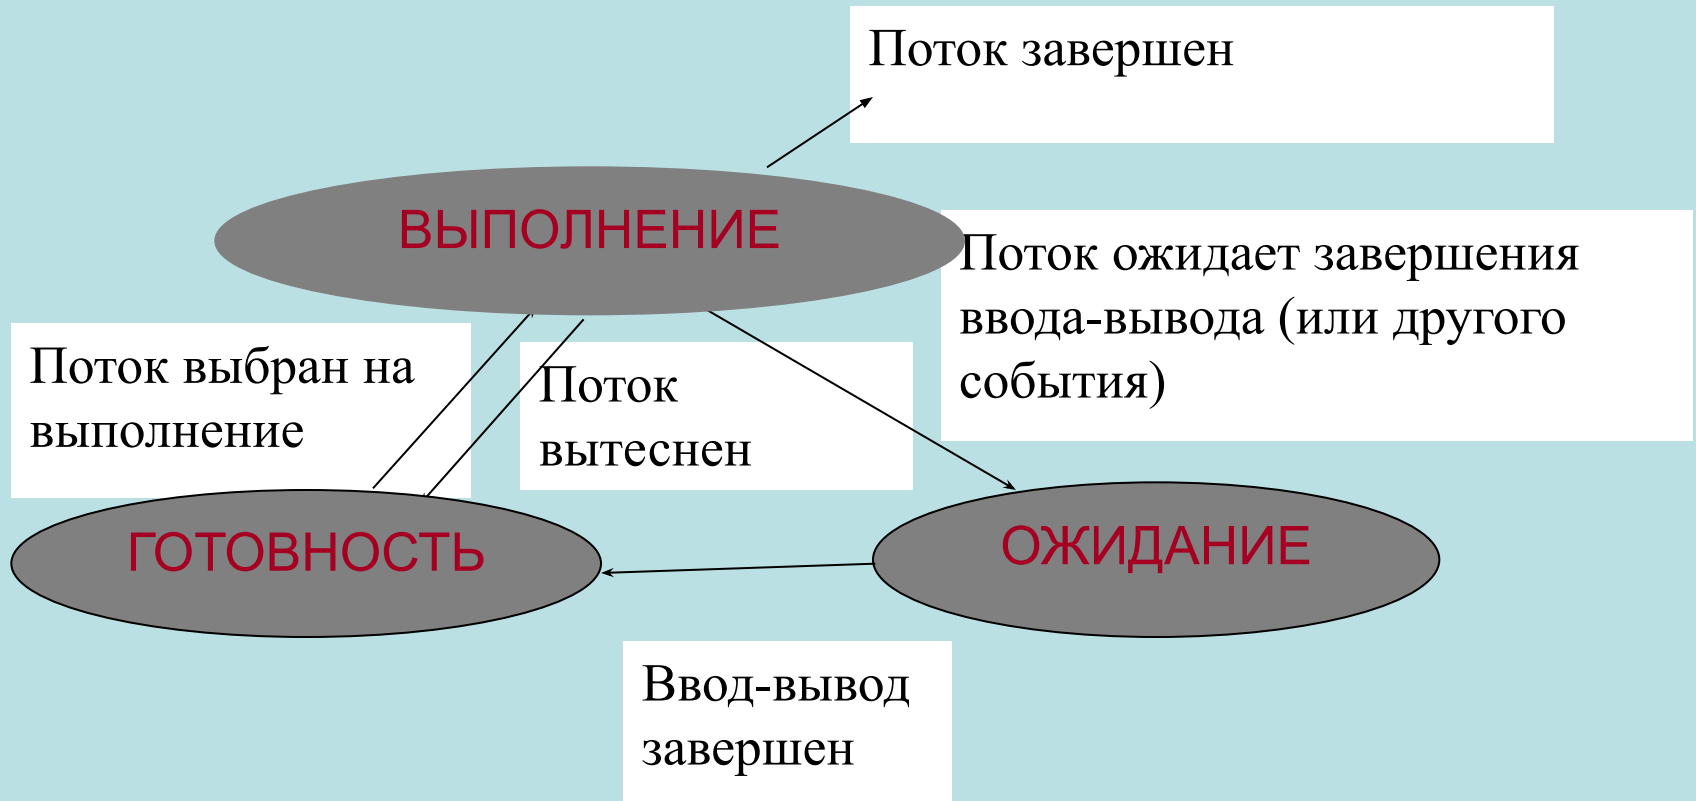 Поток завершен
ВЫПОЛНЕНИЕ
Поток ожидает завершения
ввода-вывода (или другого
события)
Поток выбран на
выполнение
Поток
вытеснен
ГОТОВНОСТЬ
ОЖИДАНИЕ
Ввод-вывод
завершен